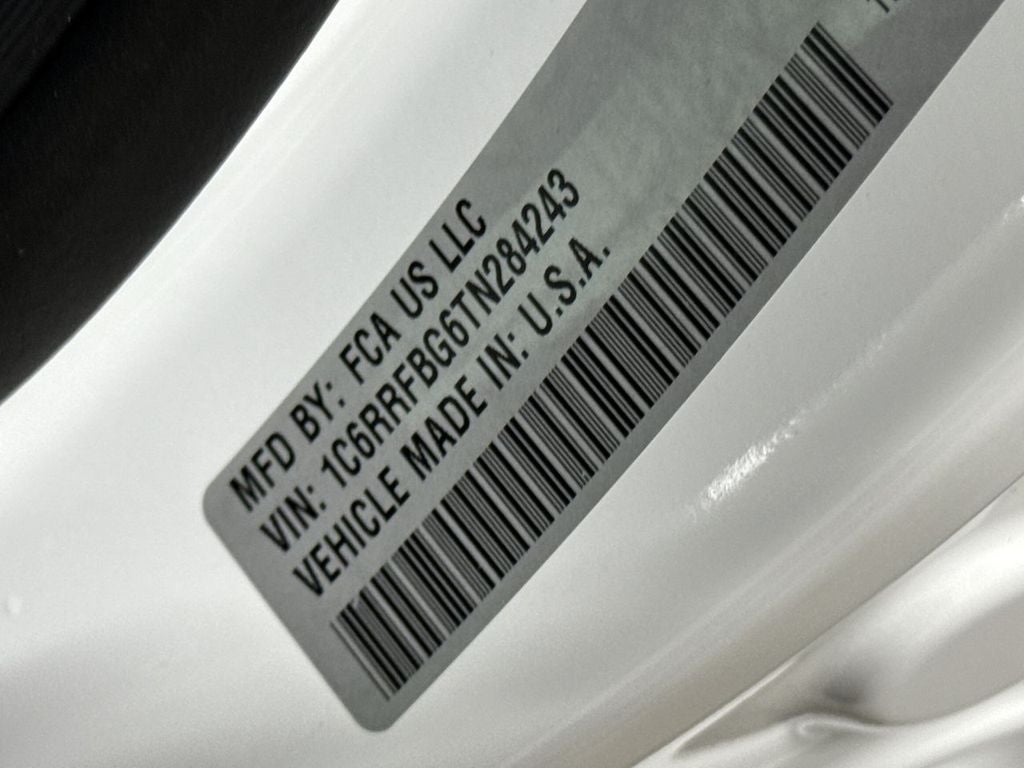 MFD BY: FCA US LLC
VIN: 1C6RRFBG6TN284243
VEHICLE MADE IN: U.S.A.